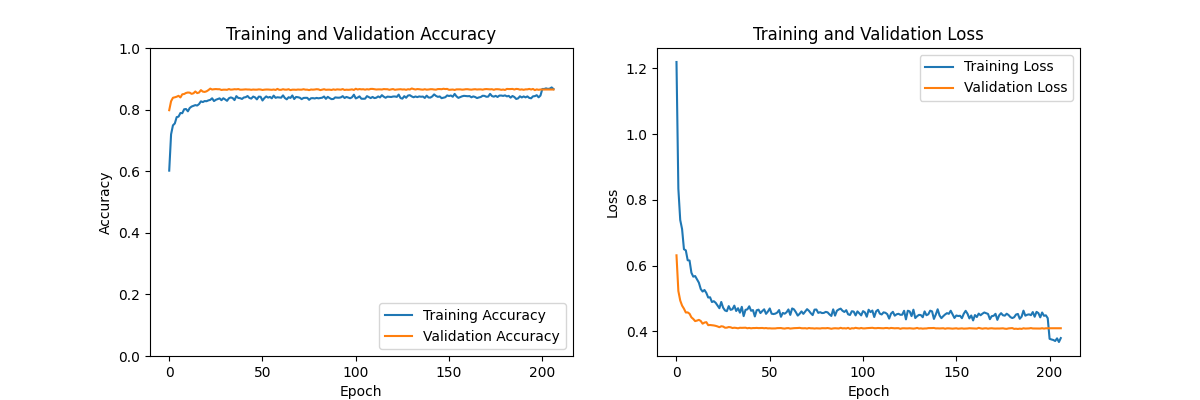 Training and Validation Accuracy
1.0
0.8
0.6
0.4
0.2
0.0
Accuracy
0
50
100
150
200
Epoch
Training Accuracy
Validation Accuracy
Training and Validation Loss
1.2
1.0
0.8
0.6
0.4
Loss
0
50
100
150
200
Epoch
Training Loss
Validation Loss